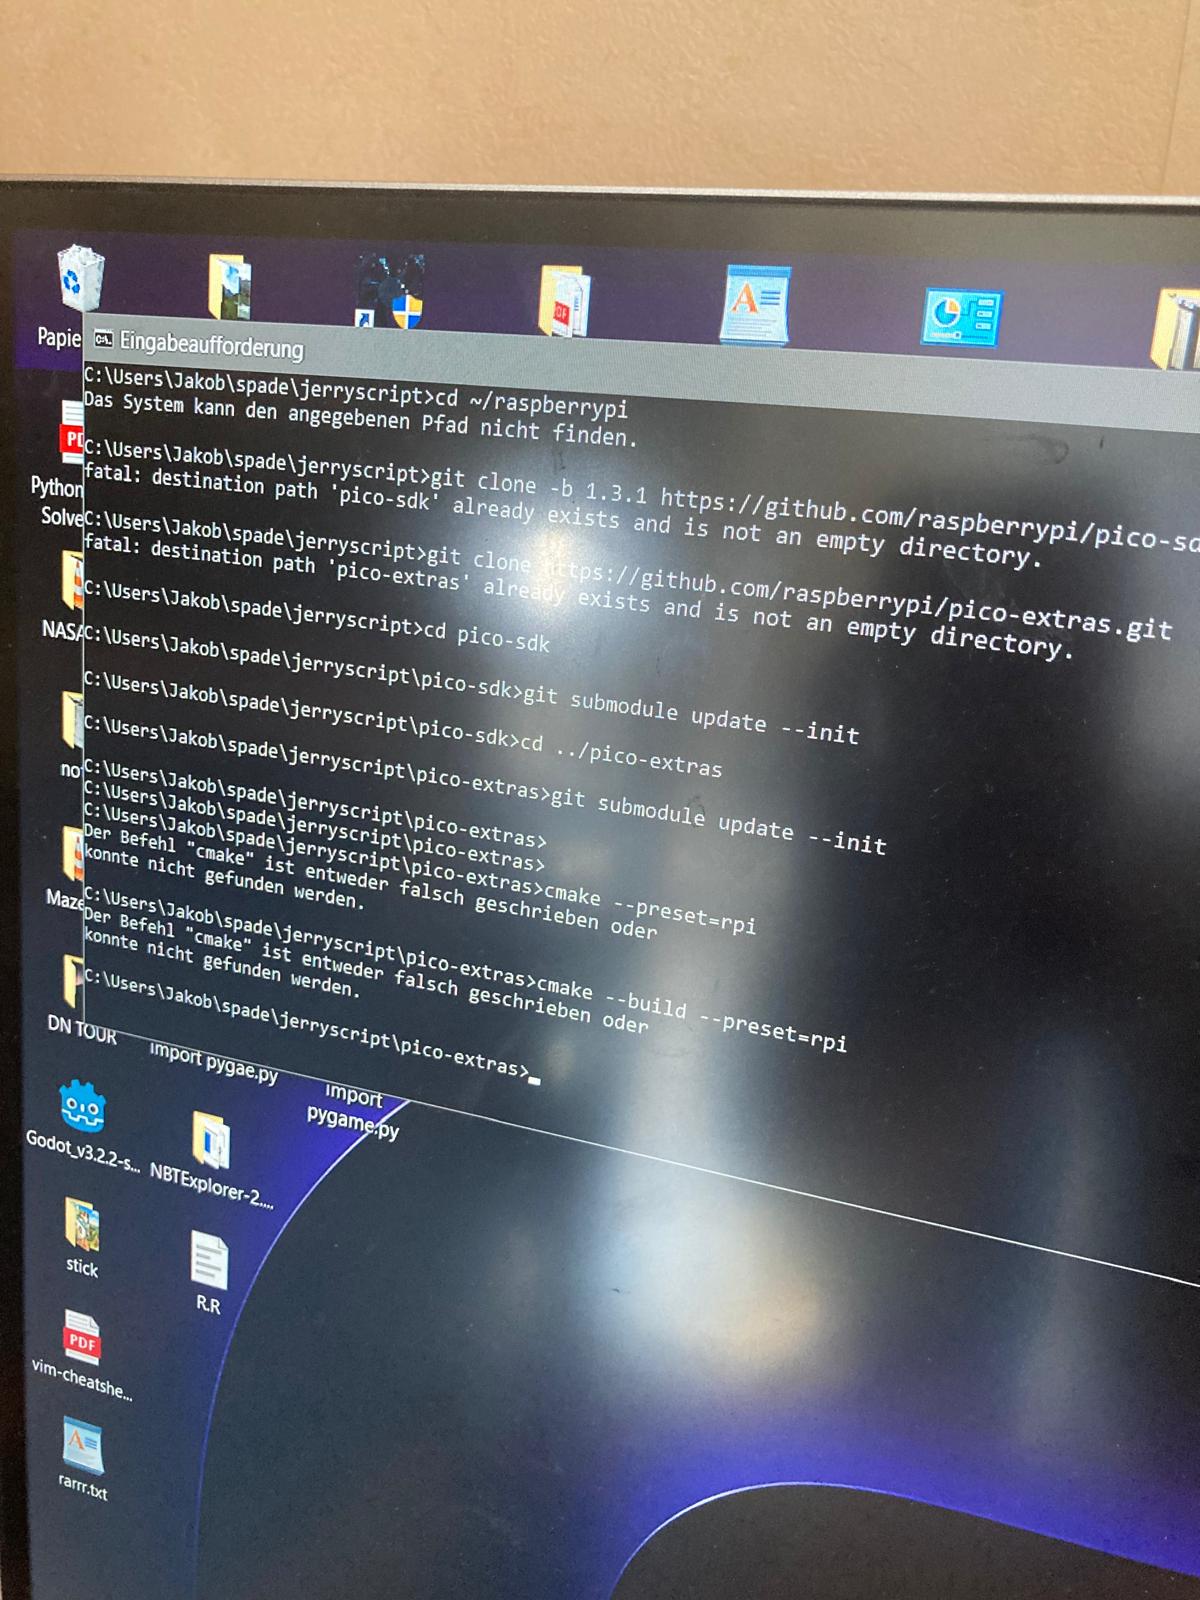 Papie
Eingabeaufforderung
C:\Users\Jakob\spade\jerryscript>cd ~/raspberrypi
Das System kann den angegebenen Pfad nicht finden.
C:\Users\Jakob\spade\jerryscript>git clone -b 1.3.1 https://github.com/raspberrypi/pico-sd
fatal: destination path 'pico-sdk' already exists and is not an empty directory.
C:\Users\Jakob\spade\jerryscript>git clone https://github.com/raspberrypi/pico-extras.git
fatal: destination path 'pico-extras' already exists and is not an empty directory.
C:\Users\Jakob\spade\jerryscript>cd pico-sdk
C:\Users\Jakob\spade\jerryscript\pico-sdk>git submodule update --init
C:\Users\Jakob\spade\jerryscript\pico-sdk>cd ../pico-extras
C:\Users\Jakob\spade\jerryscript\pico-extras>git submodule update --init
C:\Users\Jakob\spade\jerryscript\pico-extras>
C:\Users\Jakob\spade\jerryscript\pico-extras>
C:\Users\Jakob\spade\jerryscript\pico-extras>cmake --preset=rpi
Der Befehl "cmake" ist entweder falsch geschrieben oder
konnte nicht gefunden werden.
C:\Users\Jakob\spade\jerryscript\pico-extras>cmake --build --preset=rpi
Der Befehl "cmake" ist entweder falsch geschrieben oder
konnte nicht gefunden werden.
C:\Users\Jakob\spade\jerryscript\pico-extras>
Python
Solve
NASA
no
Maze
DN TOUR
import pygae.py
import
pygame.py
Godot_v3.2.2-s...
NBTExplorer-2....
stick
R.R
PDF
vim-cheatshe...
rarrr.txt